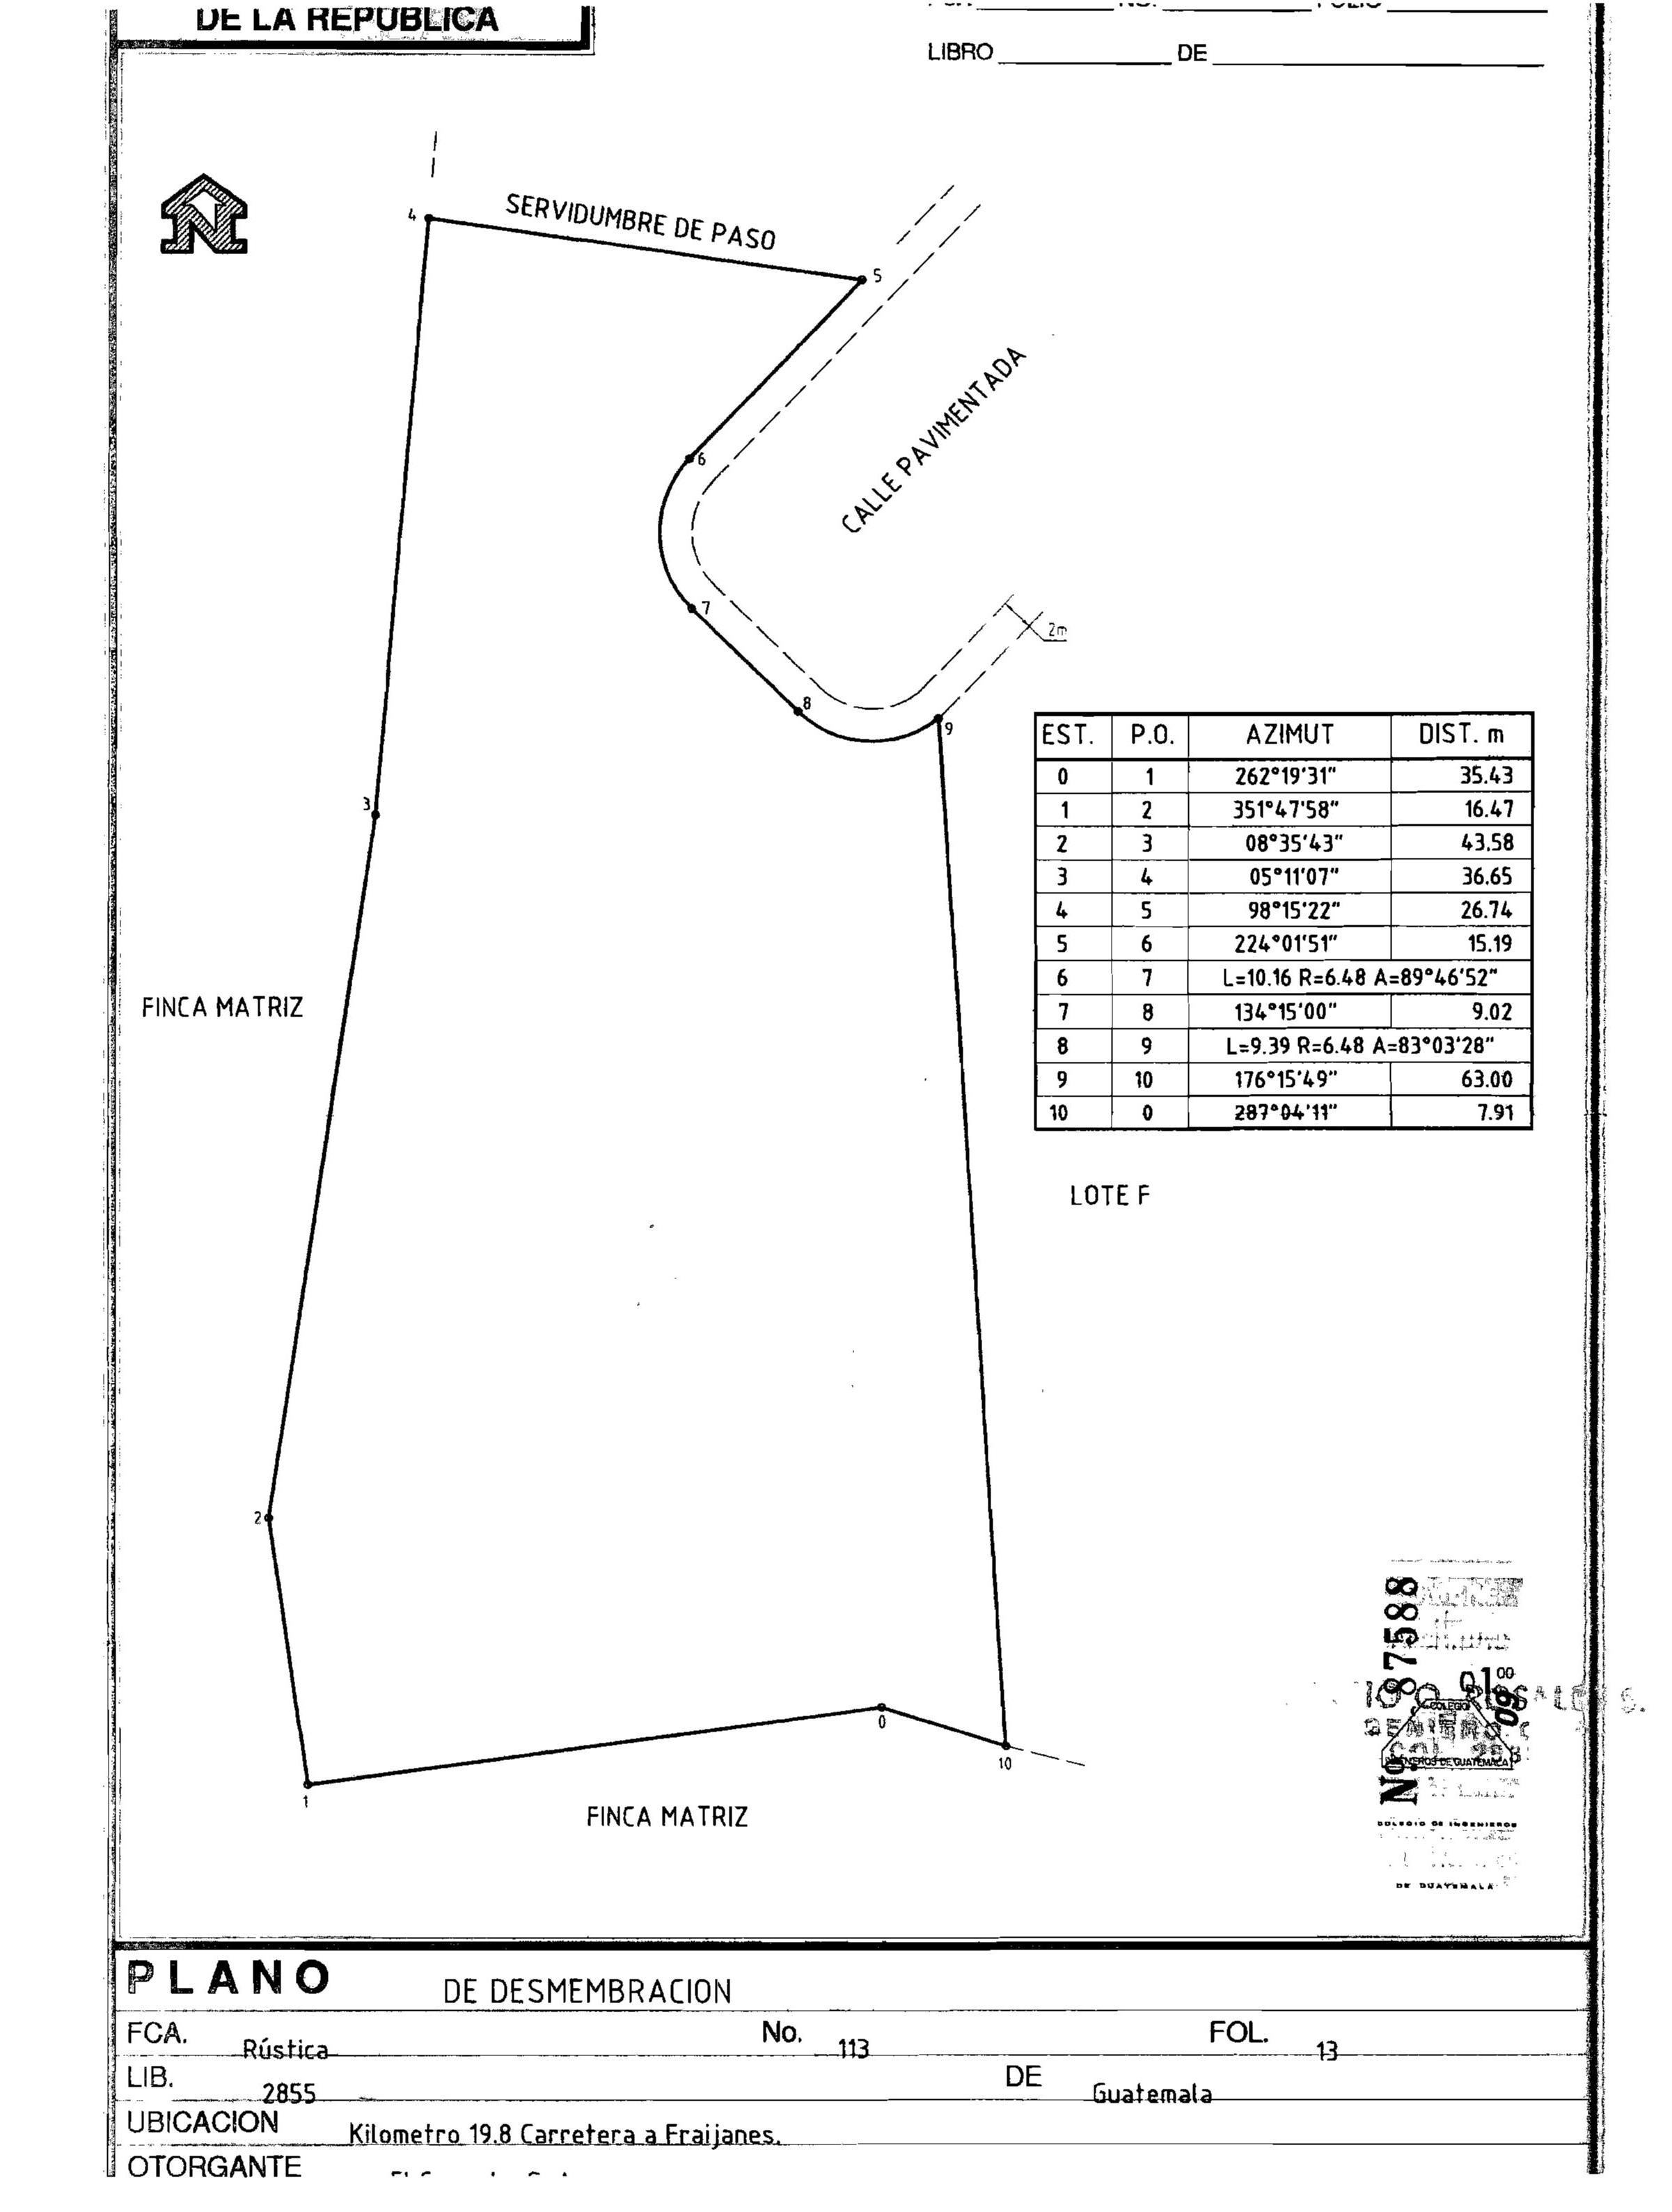 DE LA REPUBLICA
LIBRO DE
N
4
SERVIDUMBRE DE PASO
5
6
CALLE PAVIMENTADA
7
2m
8
9
3
EST. P.O. AZIMUT DIST. m
0 1 262°19'31" 35.43
1 2 351°47'58" 16.47
2 3 08°35'43" 43.58
3 4 05°11'07" 36.65
4 5 98°15'22" 26.74
5 6 224°01'51" 15.19
6 7 L=10.16 R=6.48 A=89°46'52"
7 8 134°15'00" 9.02
8 9 L=9.39 R=6.48 A=83°03'28"
9 10 176°15'49" 63.00
10 0 287°04'11" 7.91
FINCA MATRIZ
LOTE F
2
0
10
1
FINCA MATRIZ
No. 87588
COLEGIO
INGENIEROS DE GUATEMALA
COLEGIO DE INGENIEROS
DE GUATEMALA
PLANO DE DESMEMBRACION
FCA. Rústica No. 113 FOL. 13
LIB. 2855 DE Guatemala
UBICACION Kilometro 19.8 Carretera a Fraijanes.
OTORGANTE